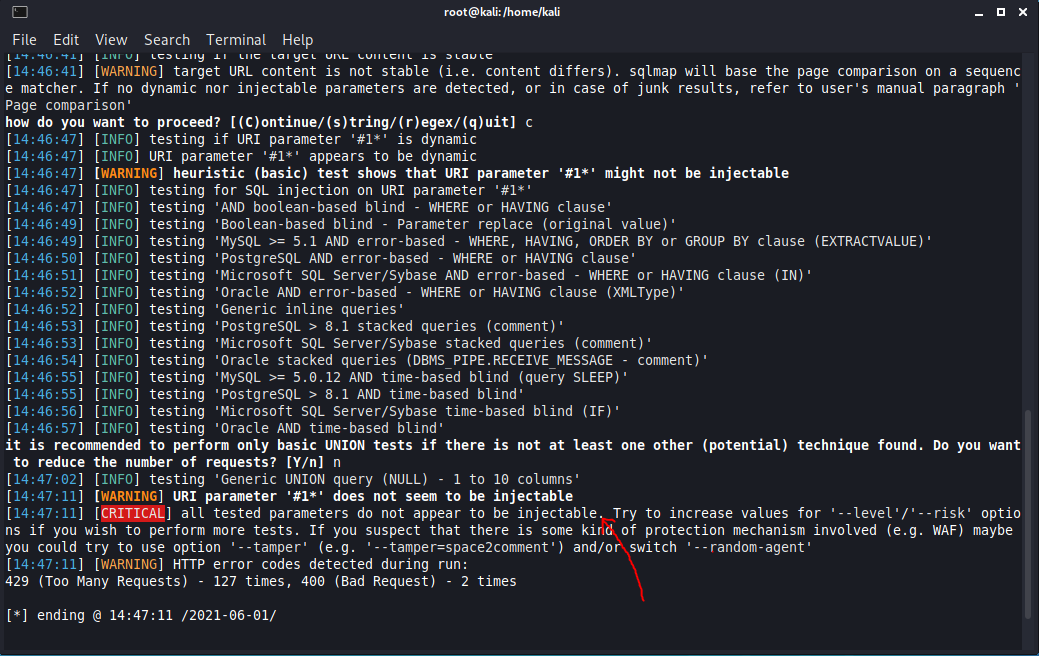 root@kali: /home/kali
File Edit View Search Terminal Help
[14:46:41] [INFO] testing if the target URL content is stable
[14:46:41] [WARNING] target URL content is not stable (i.e. content differs). sqlmap will base the page comparison on a sequenc
e matcher. If no dynamic nor injectable parameters are detected, or in case of junk results, refer to user's manual paragraph '
Page comparison'
how do you want to proceed? [(C)ontinue/(s)tring/(r)egex/(q)uit] c
[14:46:47] [INFO] testing if URI parameter '#1*' is dynamic
[14:46:47] [INFO] URI parameter '#1*' appears to be dynamic
[14:46:47] [WARNING] heuristic (basic) test shows that URI parameter '#1*' might not be injectable
[14:46:47] [INFO] testing for SQL injection on URI parameter '#1*'
[14:46:47] [INFO] testing 'AND boolean-based blind - WHERE or HAVING clause'
[14:46:49] [INFO] testing 'Boolean-based blind - Parameter replace (original value)'
[14:46:49] [INFO] testing 'MySQL >= 5.1 AND error-based - WHERE, HAVING, ORDER BY or GROUP BY clause (EXTRACTVALUE)'
[14:46:50] [INFO] testing 'PostgreSQL AND error-based - WHERE or HAVING clause'
[14:46:51] [INFO] testing 'Microsoft SQL Server/Sybase AND error-based - WHERE or HAVING clause (IN)'
[14:46:52] [INFO] testing 'Oracle AND error-based - WHERE or HAVING clause (XMLType)'
[14:46:52] [INFO] testing 'Generic inline queries'
[14:46:53] [INFO] testing 'PostgreSQL > 8.1 stacked queries (comment)'
[14:46:53] [INFO] testing 'Microsoft SQL Server/Sybase stacked queries (comment)'
[14:46:54] [INFO] testing 'Oracle stacked queries (DBMS_PIPE.RECEIVE_MESSAGE - comment)'
[14:46:55] [INFO] testing 'MySQL >= 5.0.12 AND time-based blind (query SLEEP)'
[14:46:55] [INFO] testing 'PostgreSQL > 8.1 AND time-based blind'
[14:46:56] [INFO] testing 'Microsoft SQL Server/Sybase time-based blind (IF)'
[14:46:57] [INFO] testing 'Oracle AND time-based blind'
it is recommended to perform only basic UNION tests if there is not at least one other (potential) technique found. Do you want
to reduce the number of requests? [Y/n] n
[14:47:02] [INFO] testing 'Generic UNION query (NULL) - 1 to 10 columns'
[14:47:11] [WARNING] URI parameter '#1*' does not seem to be injectable
[14:47:11] [CRITICAL] all tested parameters do not appear to be injectable. Try to increase values for '--level'/'--risk' optio
ns if you wish to perform more tests. If you suspect that there is some kind of protection mechanism involved (e.g. WAF) maybe
you could try to use option '--tamper' (e.g. '--tamper=space2comment') and/or switch '--random-agent'
[14:47:11] [WARNING] HTTP error codes detected during run:
429 (Too Many Requests) - 127 times, 400 (Bad Request) - 2 times
[*] ending @ 14:47:11 /2021-06-01/